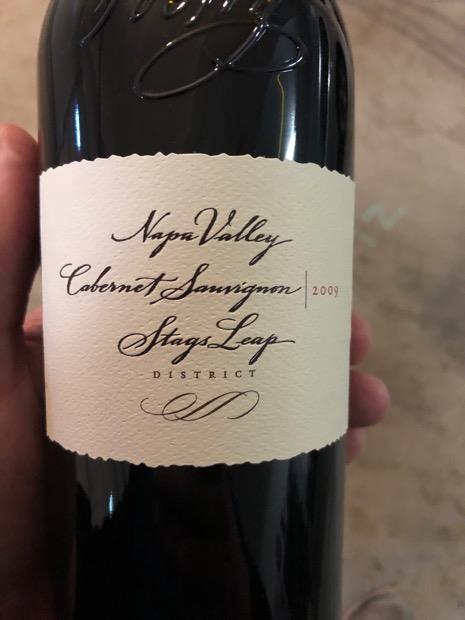 Napa Valley
Cabernet Sauvignon | 2009
Stags Leap
DISTRICT